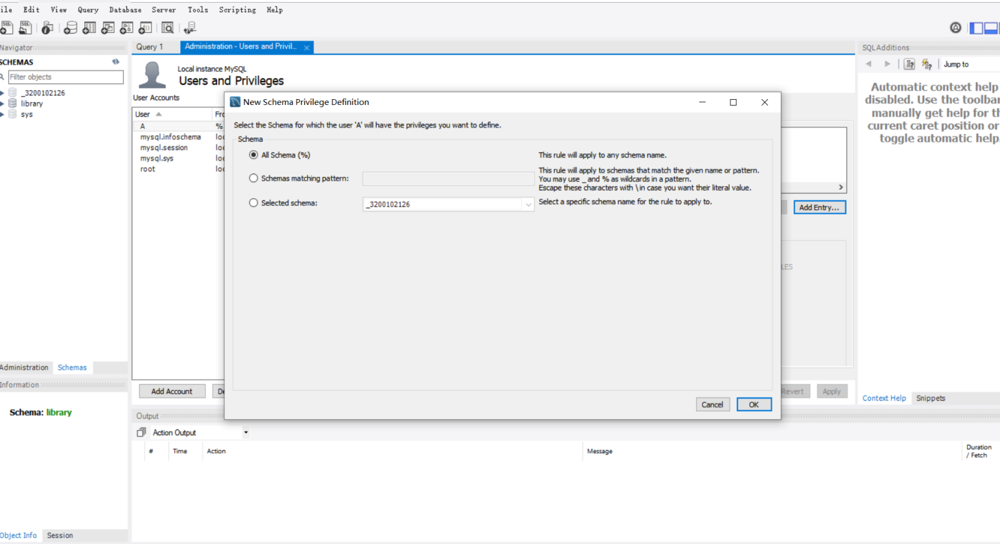 ile Edit View Query Database Server Tools Scripting Help
Navigator
SCHEMAS
Filter objects
_3200102126
library
sys
Administration Schemas
Information
Schema: library
Object Info Session
Query 1 Administration - Users and Privil...
Local instance MySQL
Users and Privileges
User Accounts
User Fro
A %
mysql.infoschema loc
mysql.session loc
mysql.sys loc
root loc
Add Account De
New Schema Privilege Definition
Select the Schema for which the user 'A' will have the privileges you want to define.
Schema
All Schema (%) This rule will apply to any schema name.
Schemas matching pattern: This rule will apply to schemas that match the given name or pattern.
You may use _ and % as wildcards in a pattern.
Escape these characters with \ in case you want their literal value.
Selected schema: _3200102126 Select a specific schema name for the rule to apply to.
Cancel OK
Add Entry...
LES
Revert Apply
Output
Action Output
# Time Action Message Duration / Fetch
SQLAdditions
Jump to
Automatic context help
disabled. Use the toolbar
manually get help for th
current caret position or
toggle automatic help.
Context Help Snippets